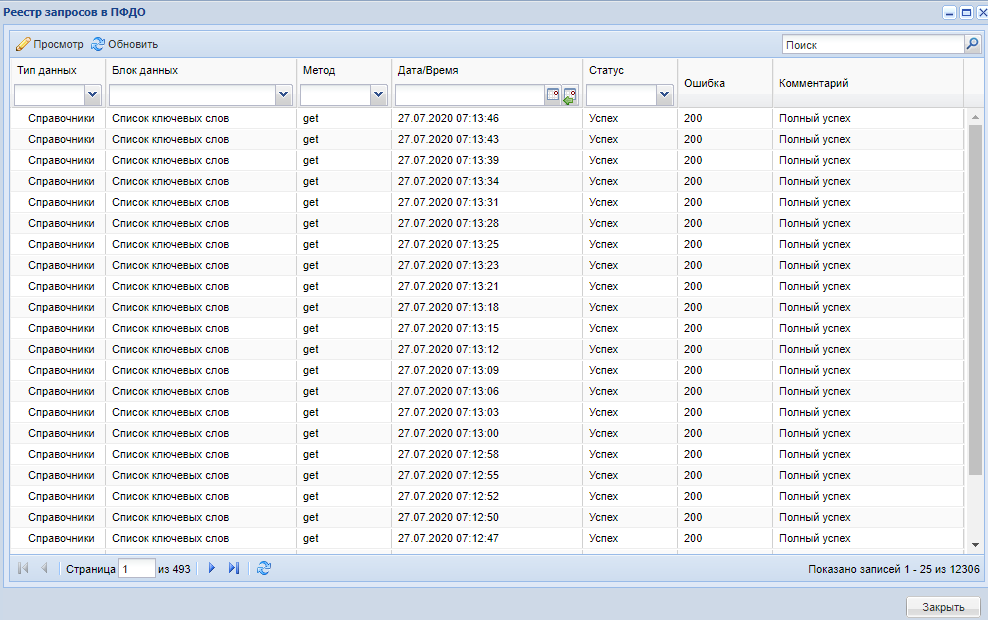 Реестр запросов в ПФДО
Просмотр Обновить Поиск
Тип данных Блок данных Метод Дата/Время Статус Ошибка Комментарий
Справочники Список ключевых слов get 27.07.2020 07:13:46 Успех 200 Полный успех
Справочники Список ключевых слов get 27.07.2020 07:13:43 Успех 200 Полный успех
Справочники Список ключевых слов get 27.07.2020 07:13:39 Успех 200 Полный успех
Справочники Список ключевых слов get 27.07.2020 07:13:34 Успех 200 Полный успех
Справочники Список ключевых слов get 27.07.2020 07:13:31 Успех 200 Полный успех
Справочники Список ключевых слов get 27.07.2020 07:13:28 Успех 200 Полный успех
Справочники Список ключевых слов get 27.07.2020 07:13:25 Успех 200 Полный успех
Справочники Список ключевых слов get 27.07.2020 07:13:23 Успех 200 Полный успех
Справочники Список ключевых слов get 27.07.2020 07:13:21 Успех 200 Полный успех
Справочники Список ключевых слов get 27.07.2020 07:13:18 Успех 200 Полный успех
Справочники Список ключевых слов get 27.07.2020 07:13:15 Успех 200 Полный успех
Справочники Список ключевых слов get 27.07.2020 07:13:12 Успех 200 Полный успех
Справочники Список ключевых слов get 27.07.2020 07:13:09 Успех 200 Полный успех
Справочники Список ключевых слов get 27.07.2020 07:13:06 Успех 200 Полный успех
Справочники Список ключевых слов get 27.07.2020 07:13:03 Успех 200 Полный успех
Справочники Список ключевых слов get 27.07.2020 07:13:00 Успех 200 Полный успех
Справочники Список ключевых слов get 27.07.2020 07:12:58 Успех 200 Полный успех
Справочники Список ключевых слов get 27.07.2020 07:12:55 Успех 200 Полный успех
Справочники Список ключевых слов get 27.07.2020 07:12:52 Успех 200 Полный успех
Справочники Список ключевых слов get 27.07.2020 07:12:50 Успех 200 Полный успех
Справочники Список ключевых слов get 27.07.2020 07:12:47 Успех 200 Полный успех
Страница 1 из 493 Показано записей 1 - 25 из 12306
Закрыть